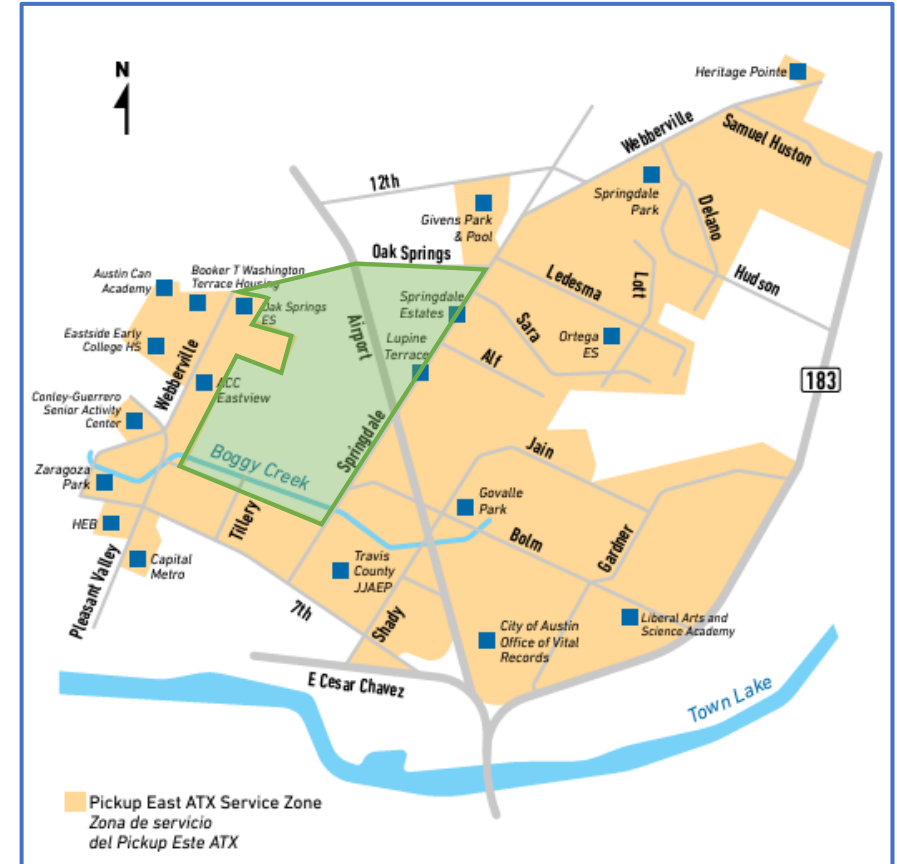 N
Heritage Pointe
Webberville
Samuel Huston
12th
Springdale
Park
Delano
Givens Park
& Pool
Oak Springs
Ledesma
Lott
Hudson
Austin Can
Academy
Booker T Washington
Terrace Housing
Oak Springs
ES
Springdale
Estates
Sara
Ortega
ES
Airport
Lupine
Terrace
Alf
Eastside Early
College HS
Webberville
183
ACC
Eastview
Conley-Guerrero
Senior Activity
Center
Springdale
Jain
Boggy Creek
Zaragoza
Park
Govalle
Park
HEB
Tillery
Bolm
Gardner
Capital
Metro
Travis
County
JJAEP
Pleasant Valley
7th
Shady
City of Austin
Office of Vital
Records
Liberal Arts and
Science Academy
E Cesar Chavez
Town Lake
Pickup East ATX Service Zone
Zona de servicio
del Pickup Este ATX